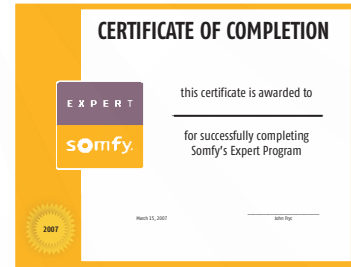 CERTIFICATE OF COMPLETION
this certificate is awarded to
EXPERT
somfy.
for successfully completing
Somfy's Expert Program
March 15, 2007
John Pryc
2007